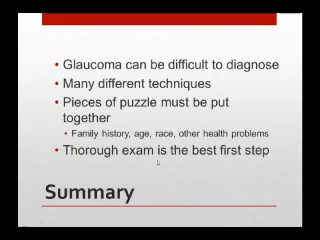 • Glaucoma can be difficult to diagnose
• Many different techniques
• Pieces of puzzle must be put
together
• Family history, age, race, other health problems
• Thorough exam is the best first step
Summary